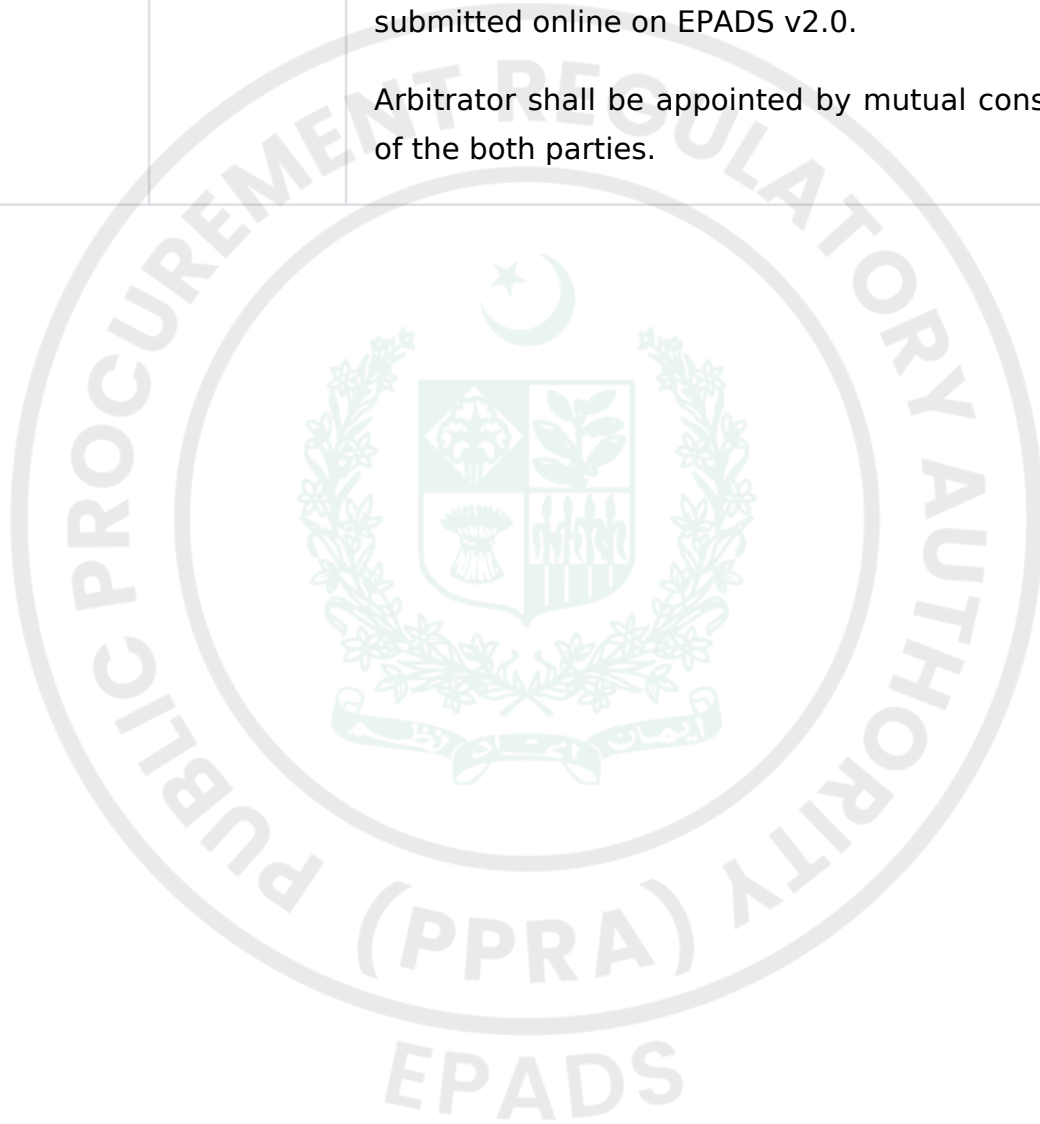 submitted online on EPADS v2.0.
Arbitrator shall be appointed by mutual cons
of the both parties.
PUBLIC PROCUREMENT REGULATORY AUTHORITY
(PPRA)
EPADS